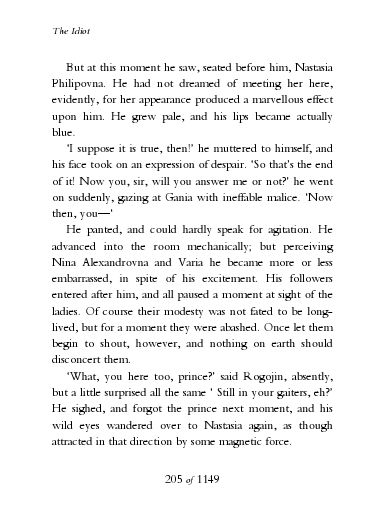 The Idiot
But at this moment he saw, seated before him, Nastasia
Philipovna. He had not dreamed of meeting her here,
evidently, for her appearance produced a marvellous effect
upon him. He grew pale, and his lips became actually
blue.
'I suppose it is true, then!' he muttered to himself, and
his face took on an expression of despair. 'So that's the end
of it! Now you, sir, will you answer me or not?' he went
on suddenly, gazing at Gania with ineffable malice. 'Now
then, you—'
He panted, and could hardly speak for agitation. He
advanced into the room mechanically; but perceiving
Nina Alexandrovna and Varia he became more or less
embarrassed, in spite of his excitement. His followers
entered after him, and all paused a moment at sight of the
ladies. Of course their modesty was not fated to be long-
lived, but for a moment they were abashed. Once let them
begin to shout, however, and nothing on earth should
disconcert them.
'What, you here too, prince?' said Rogojin, absently,
but a little surprised all the same ' Still in your gaiters, eh?'
He sighed, and forgot the prince next moment, and his
wild eyes wandered over to Nastasia again, as though
attracted in that direction by some magnetic force.
205 of 1149